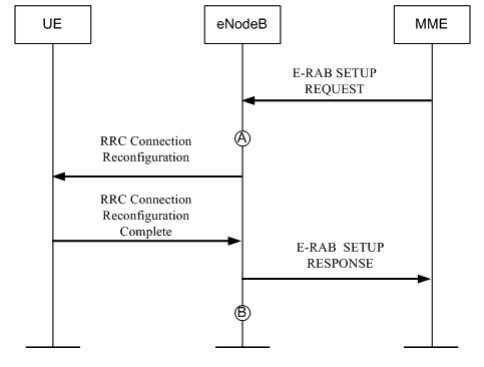 UE
eNodeB
MME
E-RAB SETUP
REQUEST
A
RRC Connection
Reconfiguration
RRC Connection
Reconfiguration
Complete
E-RAB SETUP
RESPONSE
B